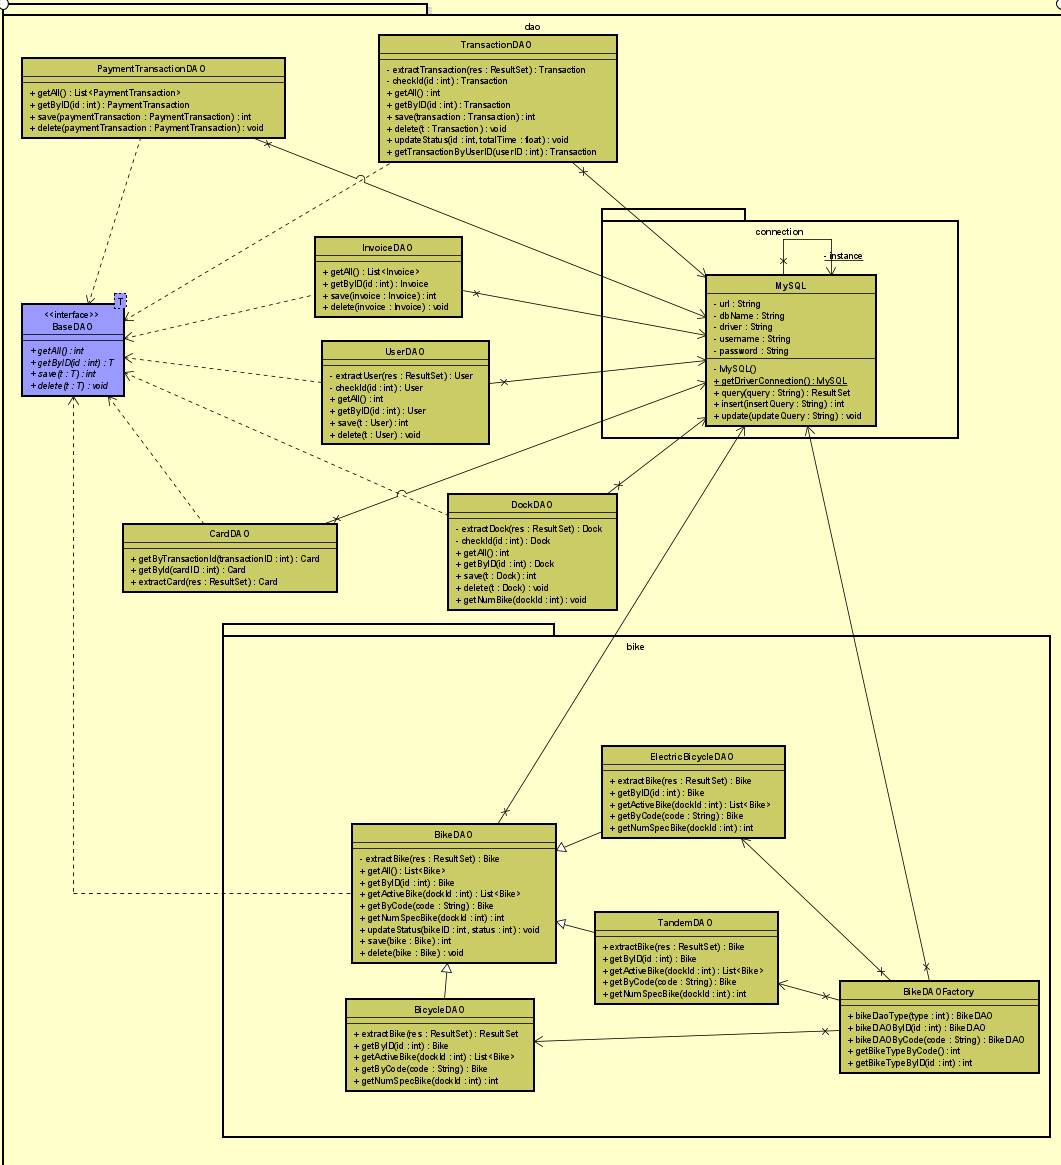 dao
TransactionDAO
- extractTransaction(res : ResultSet) : Transaction
- checkId(id : int) : Transaction
+ getAll() : int
+ getByID(id : int) : Transaction
+ save(transaction : Transaction) : int
+ delete(t : Transaction) : void
+ updateStatus(id : int, totalTime : float) : void
+ getTransactionByUserID(userID : int) : Transaction
PaymentTransactionDAO
+ getAll() : List<PaymentTransaction>
+ getByID(id : int) : PaymentTransaction
+ save(paymentTransaction : PaymentTransaction) : int
+ delete(paymentTransaction : PaymentTransaction) : void
connection
- instance
MySQL
- url : String
- dbName : String
- driver : String
- username : String
- password : String
- MySQL()
+ getDriverConnection() : MySQL
+ query(query : String) : ResultSet
+ insert(insertQuery : String) : int
+ update(updateQuery : String) : void
InvoiceDAO
+ getAll() : List<Invoice>
+ getByID(id : int) : Invoice
+ save(invoice : Invoice) : int
+ delete(invoice : Invoice) : void
T
<<interface>>
BaseDAO
+ getAll() : int
+ getByID(id : int) : T
+ save(t : T) : int
+ delete(t : T) : void
UserDAO
- extractUser(res : ResultSet) : User
- checkId(id : int) : User
+ getAll() : int
+ getByID(id : int) : User
+ save(t : User) : int
+ delete(t : User) : void
DockDAO
- extractDock(res : ResultSet) : Dock
- checkId(id : int) : Dock
+ getAll() : int
+ getByID(id : int) : Dock
+ save(t : Dock) : int
+ delete(t : Dock) : void
+ getNumBike(dockId : int) : void
CardDAO
+ getByTransactionId(transactionID : int) : Card
+ getById(cardID : int) : Card
+ extractCard(res : ResultSet) : Card
bike
ElectricBicycleDAO
+ extractBike(res : ResultSet) : Bike
+ getByID(id : int) : Bike
+ getActiveBike(dockId : int) : List<Bike>
+ getByCode(code : String) : Bike
+ getNumSpecBike(dockId : int) : int
BikeDAO
- extractBike(res : ResultSet) : Bike
+ getAll() : List<Bike>
+ getByID(id : int) : Bike
+ getActiveBike(dockId : int) : List<Bike>
+ getByCode(code : String) : Bike
+ getNumSpecBike(dockId : int) : int
+ updateStatus(bikeID : int, status : int) : void
+ save(bike : Bike) : int
+ delete(bike : Bike) : void
TandemDAO
+ extractBike(res : ResultSet) : Bike
+ getByID(id : int) : Bike
+ getActiveBike(dockId : int) : List<Bike>
+ getByCode(code : String) : Bike
+ getNumSpecBike(dockId : int) : int
BikeDAOFactory
+ bikeDaoType(type : int) : BikeDAO
+ bikeDAOByID(id : int) : BikeDAO
+ bikeDAOByCode(code : String) : BikeDAO
+ getBikeTypeByCode() : int
+ getBikeTypeByID(id : int) : int
BicycleDAO
+ extractBike(res : ResultSet) : ResultSet
+ getByID(id : int) : Bike
+ getActiveBike(dockId : int) : List<Bike>
+ getByCode(code : String) : Bike
+ getNumSpecBike(dockId : int) : int